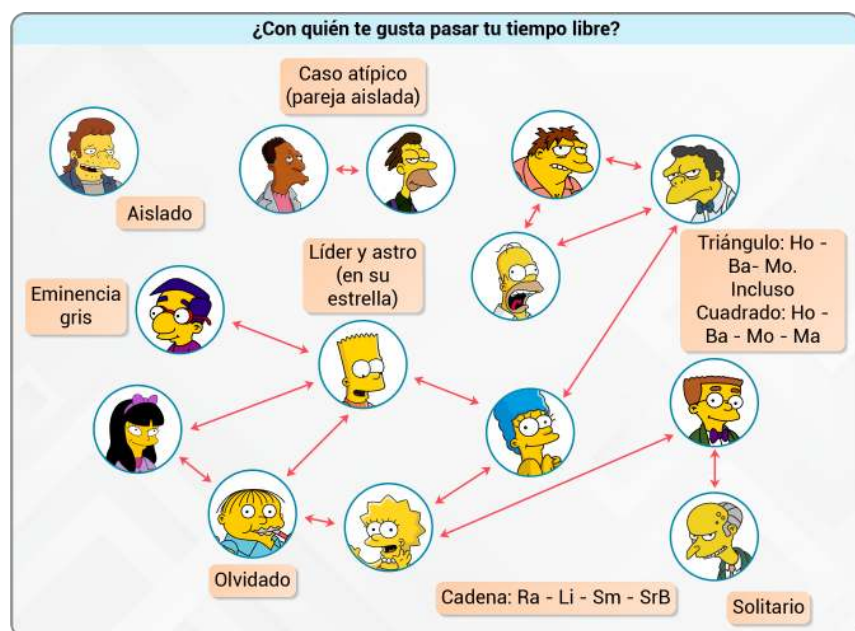 ¿Con quién te gusta pasar tu tiempo libre?
Caso atípico
(pareja aislada)
Aislado
Líder y astro
(en su
estrella)
Triángulo: Ho -
Ba- Mo.
Incluso
Cuadrado: Ho -
Ba - Mo - Ma
Eminencia
gris
Olvidado
Cadena: Ra - Li - Sm - SrB
Solitario